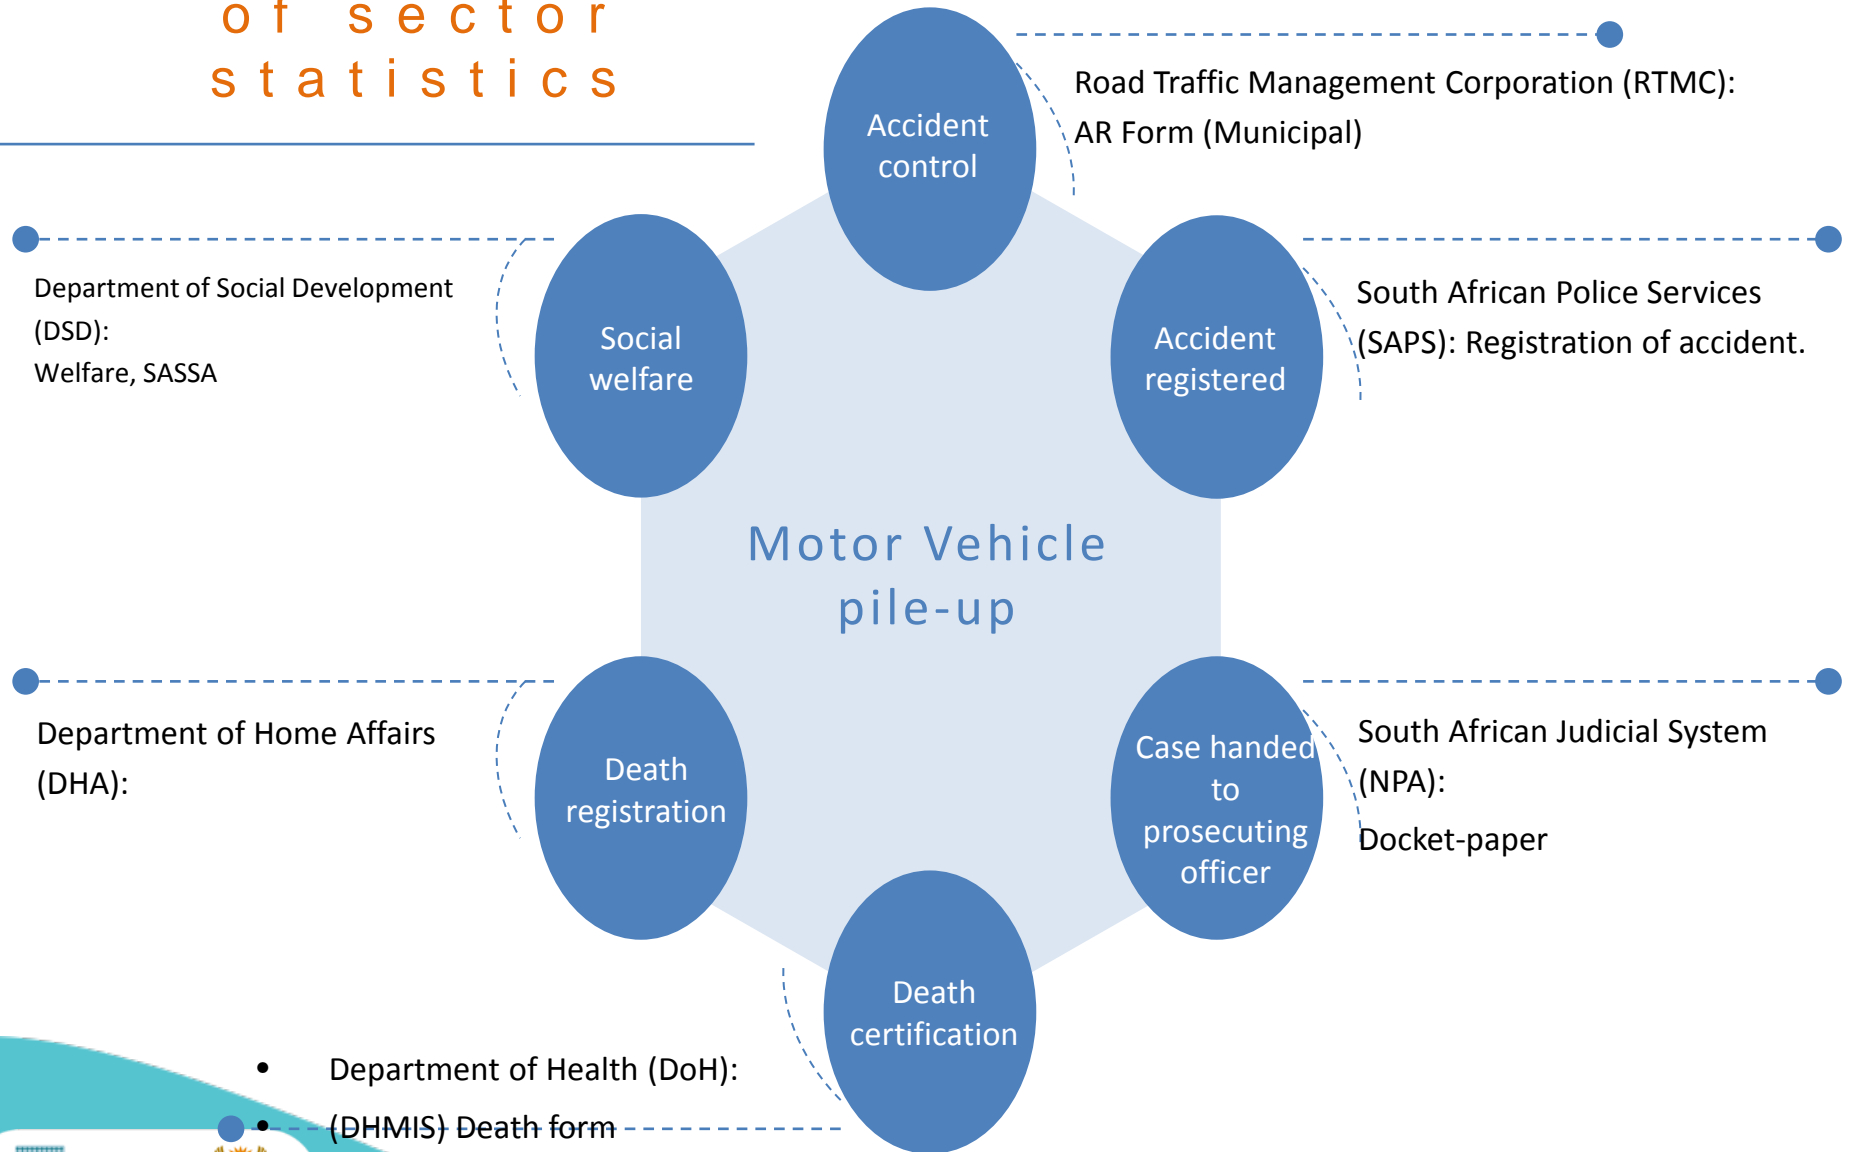 of sector
statistics
Accident
control
Road Traffic Management Corporation (RTMC):
AR Form (Municipal)
Accident
registered
South African Police Services
(SAPS): Registration of accident.
Case handed
to
prosecuting
officer
South African Judicial System
(NPA):
Docket-paper
Death
certification
• Department of Health (DoH):
• (DHMIS) Death form
Death
registration
Department of Home Affairs
(DHA):
Social
welfare
Department of Social Development
(DSD):
Welfare, SASSA
Motor Vehicle
pile-up